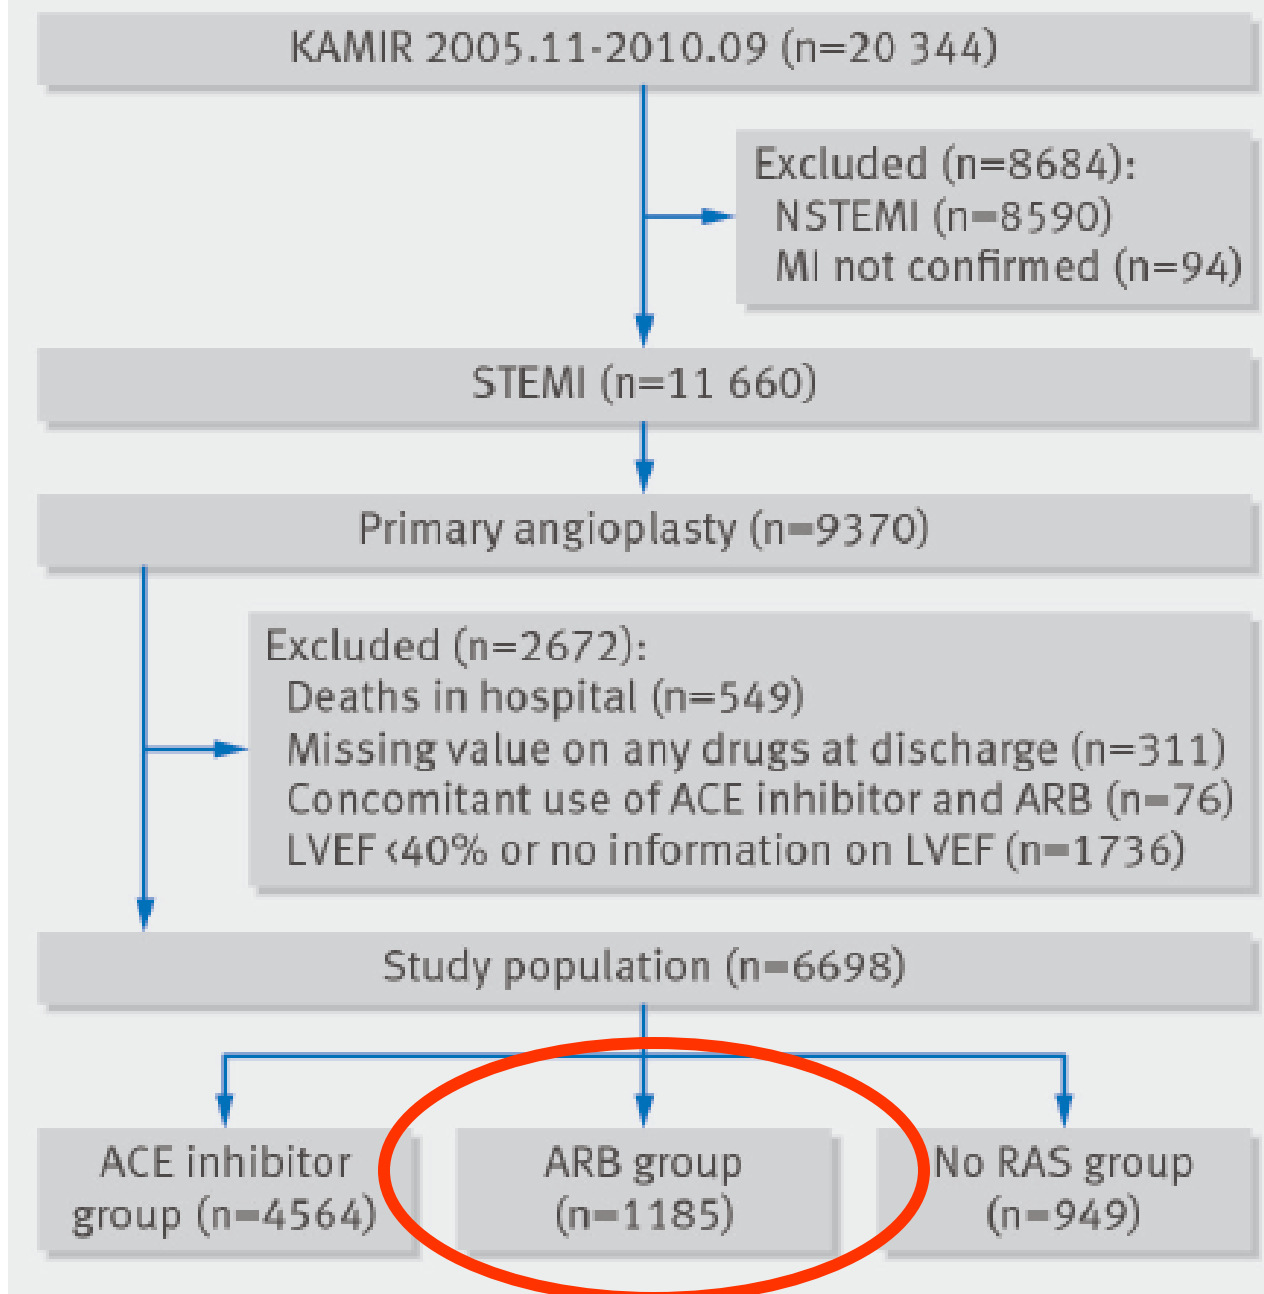 KAMIR 2005.11-2010.09 (n=20 344)
Excluded (n=8684):
NSTEMI (n=8590)
MI not confirmed (n=94)
STEMI (n=11 660)
Primary angioplasty (n=9370)
Excluded (n=2672):
Deaths in hospital (n=549)
Missing value on any drugs at discharge (n=311)
Concomitant use of ACE inhibitor and ARB (n=76)
LVEF <40% or no information on LVEF (n=1736)
Study population (n=6698)
ACE inhibitor
group (n=4564)
ARB group
(n=1185)
No RAS group
(n=949)